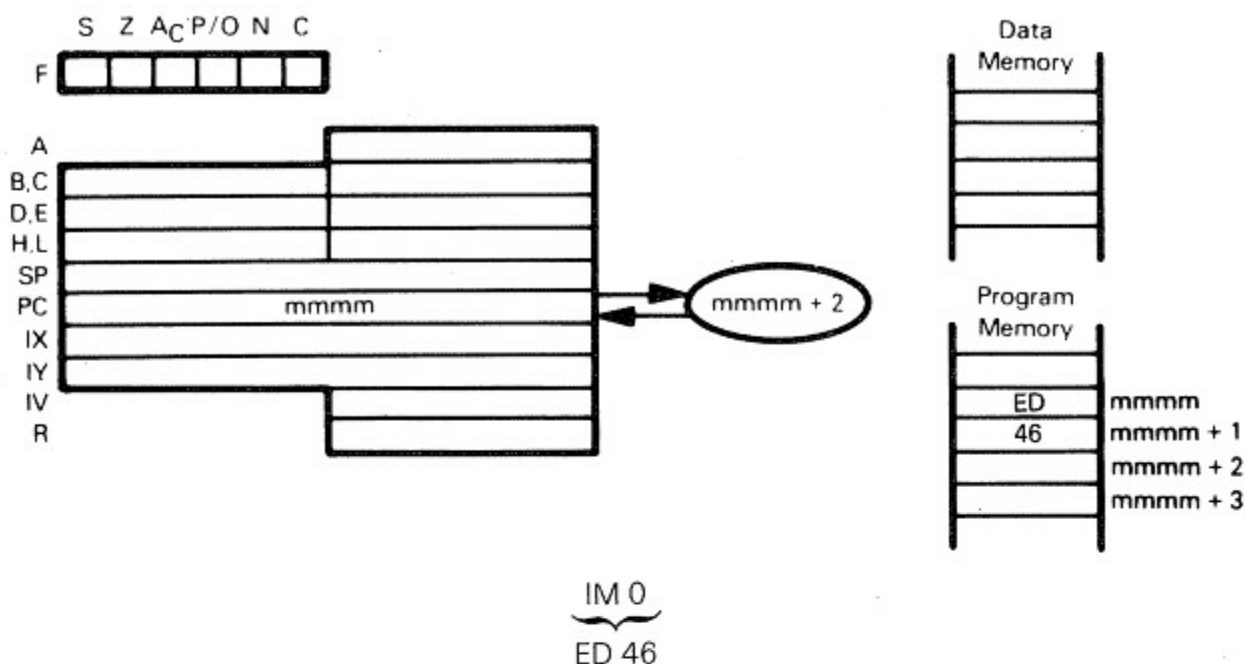 S Z AC P/O N C
F
A
B,C
D,E
H,L
SP
PC mmmm
IX
IY
IV
R
mmmm + 2
Data
Memory
Program
Memory
ED mmmm
46 mmmm + 1
mmmm + 2
mmmm + 3
IM 0
ED 46